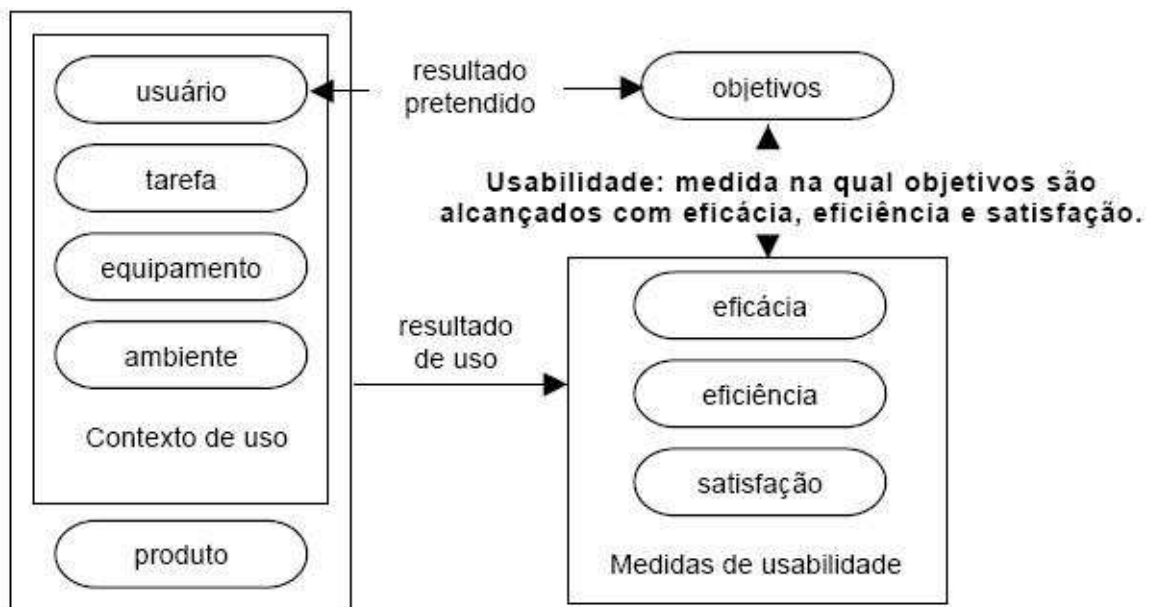 usuário
tarefa
equipamento
ambiente
Contexto de uso
produto
resultado
pretendido
objetivos
Usabilidade: medida na qual objetivos são
alcançados com eficácia, eficiência e satisfação.
resultado
de uso
eficácia
eficiência
satisfação
Medidas de usabilidade